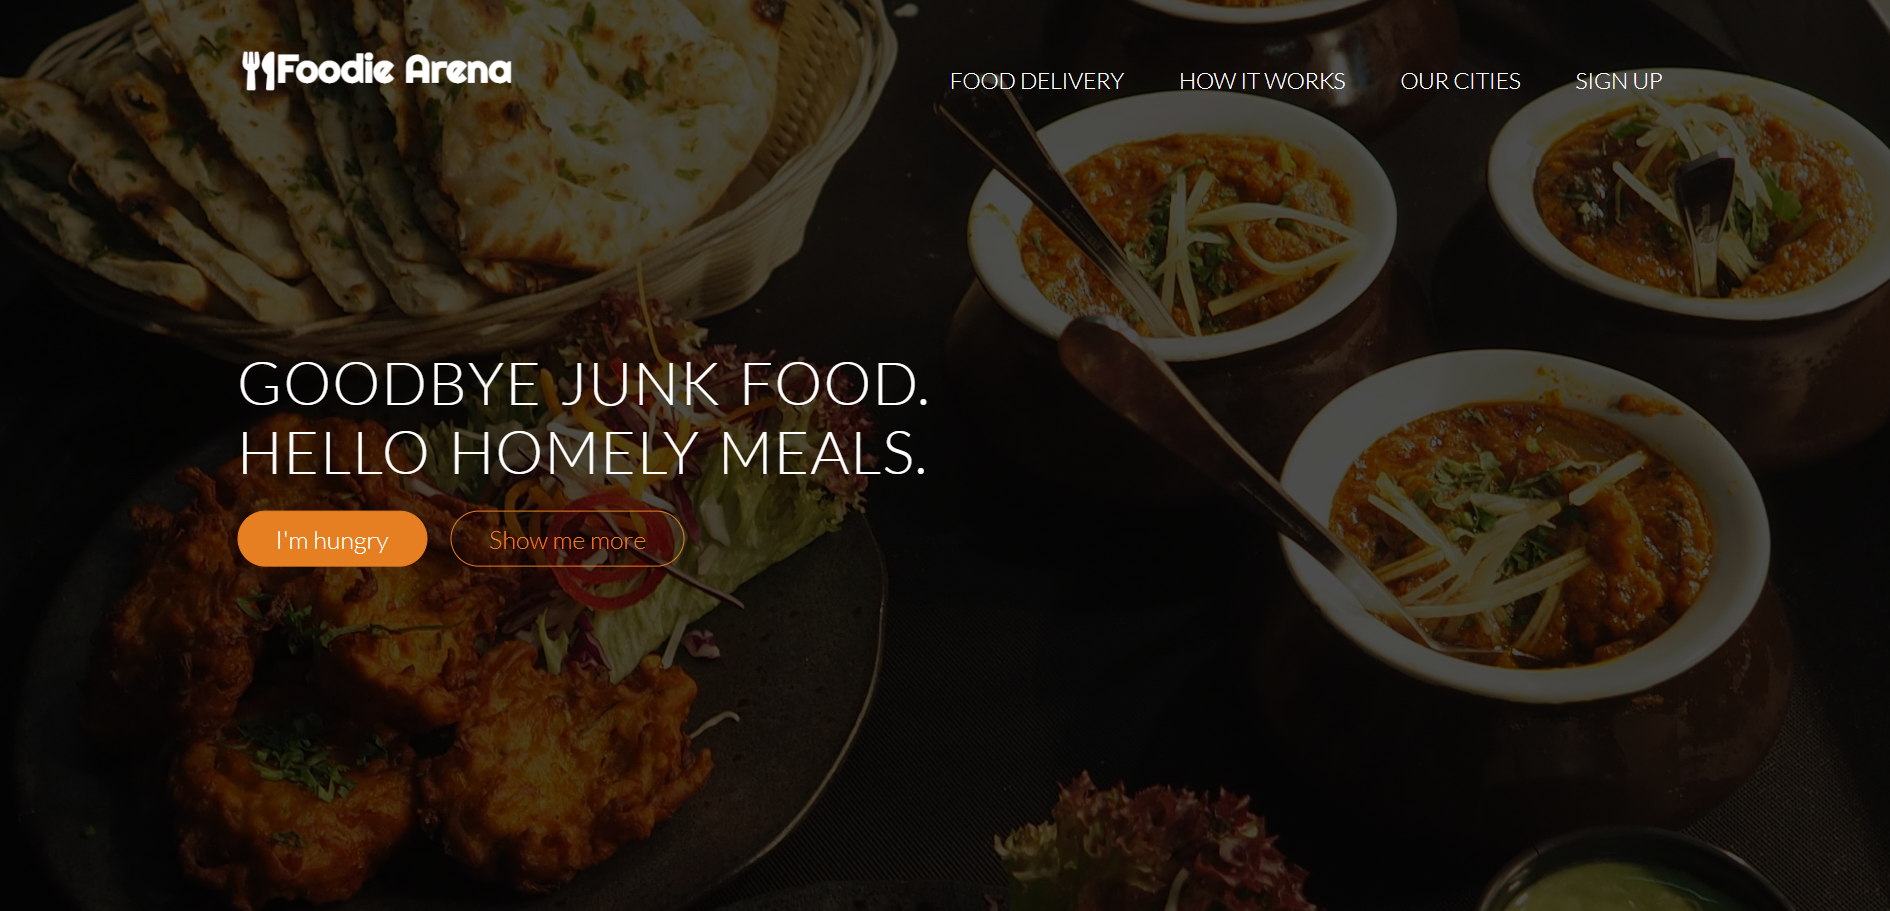 Foodie Arena
FOOD DELIVERY HOW IT WORKS OUR CITIES SIGN UP
GOODBYE JUNK FOOD.
HELLO HOMELY MEALS.
I'm hungry Show me more